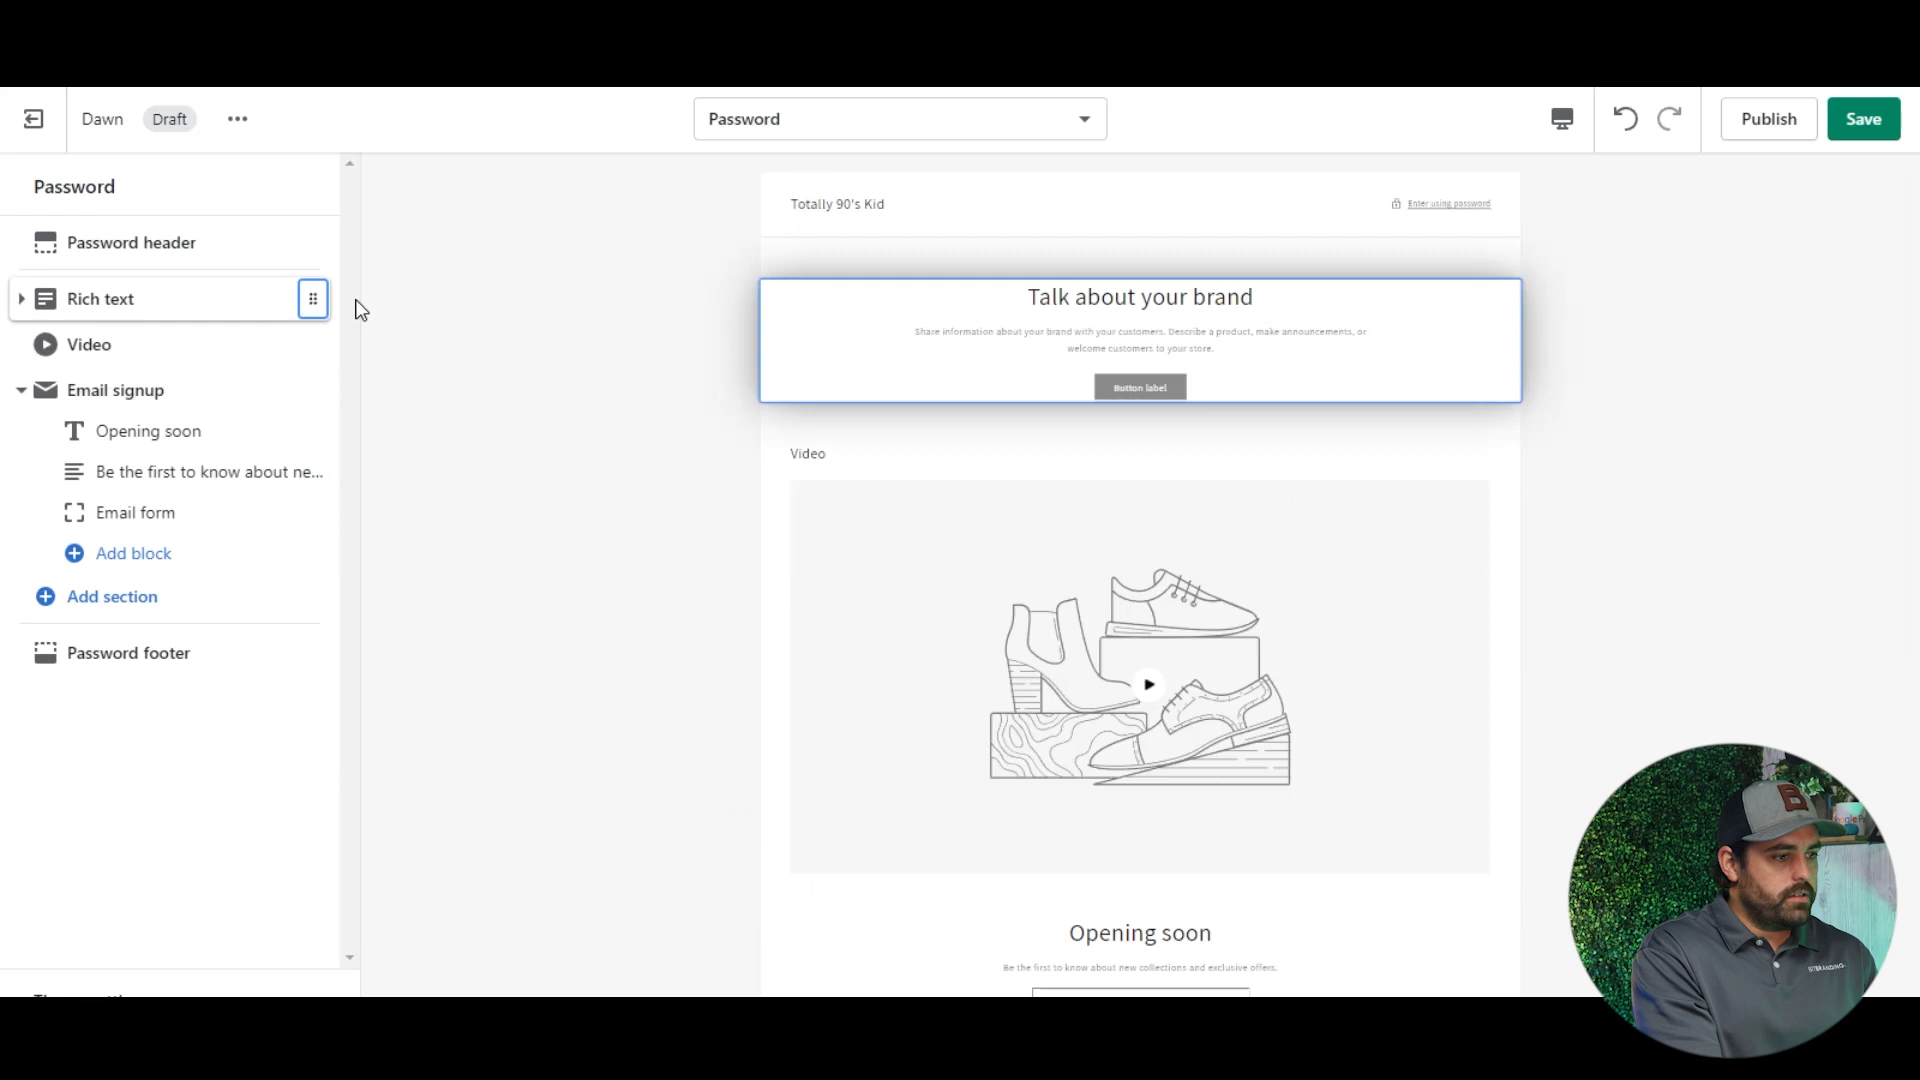 Dawn
Draft
Password
Publish
Save
Password
Password header
Rich text
Video
Email signup
Opening soon
Be the first to know about ne...
Email form
Add block
Add section
Password footer
Totally 90's Kid
Enter using password
Talk about your brand
Share information about your brand with your customers. Describe a product, make announcements, or
welcome customers to your store.
Button label
Video
Opening soon
Be the first to know about new collections and exclusive offers.